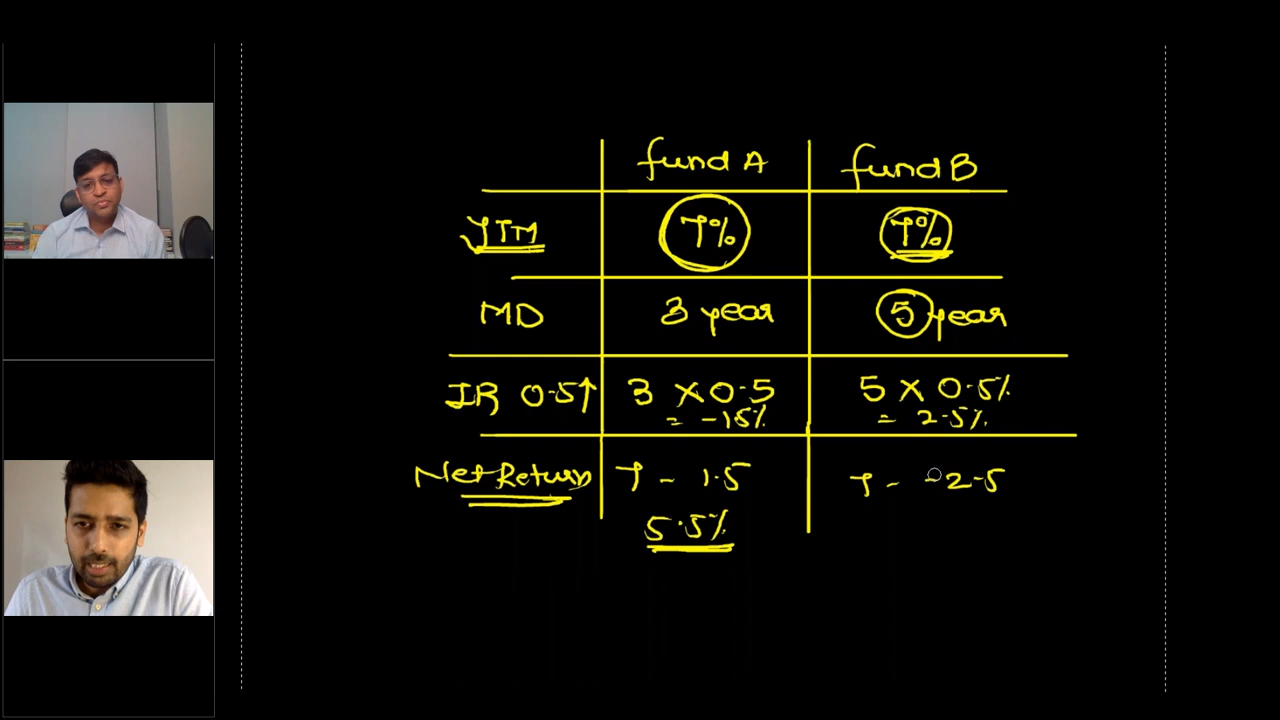 fund A fund B
YTM 7% 7%
MD 3 year 5 year
IR 0.5↑ 3 X 0.5 5 X 0.5%
= -1.5% = 2.5%
Net Return 7 - 1.5 7 - 2.5
5.5%